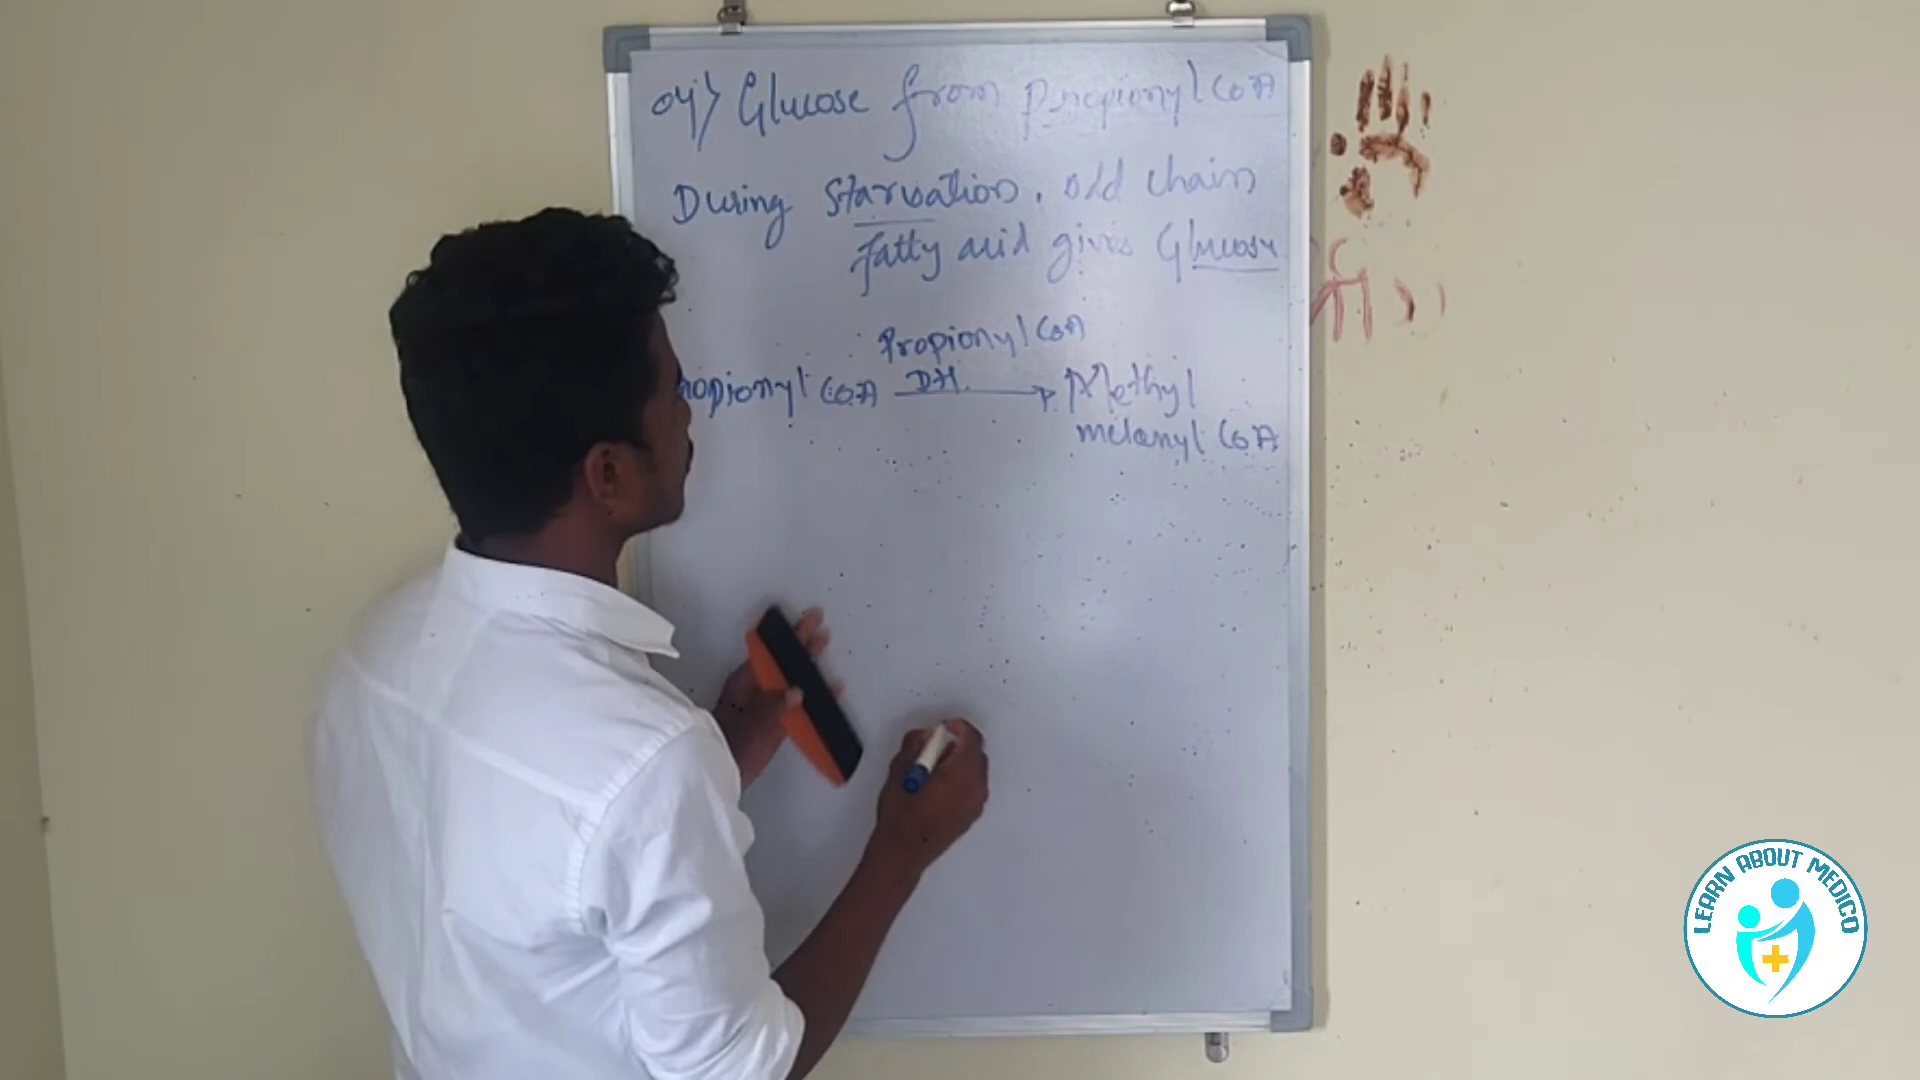 04) Glucose from propionyl CoA
During Starvation, odd chain
fatty acid gives Glucose
Propionyl CoA
ropionyl CoA DH. Methyl
melonyl CoA
LEARN ABOUT MEDICO